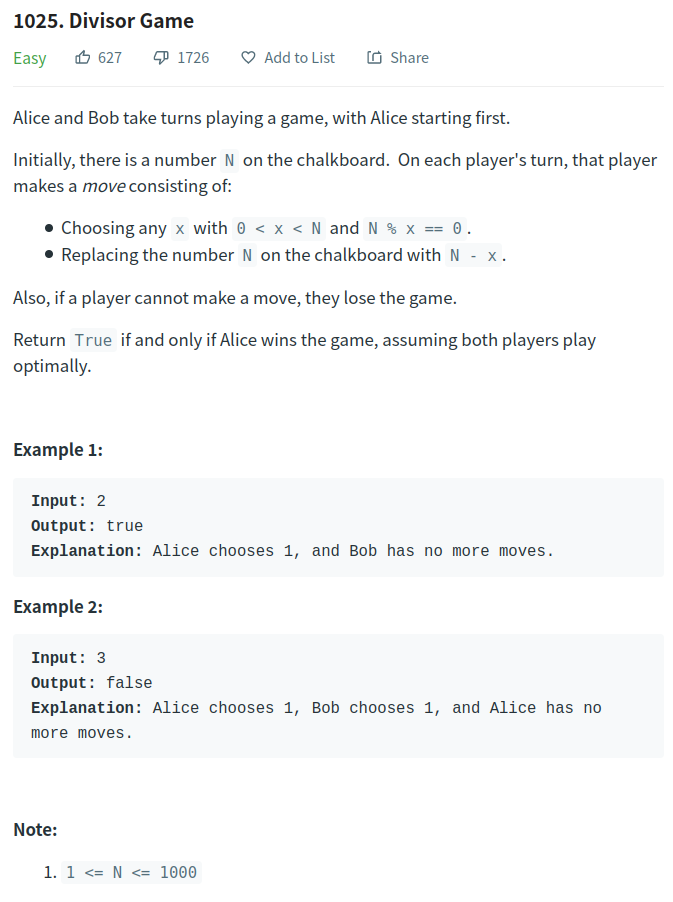 1025. Divisor Game
Easy 627 1726 Add to List Share
Alice and Bob take turns playing a game, with Alice starting first.
Initially, there is a number N on the chalkboard. On each player's turn, that player
makes a move consisting of:
● Choosing any x with 0 < x < N and N % x == 0.
● Replacing the number N on the chalkboard with N - x.
Also, if a player cannot make a move, they lose the game.
Return True if and only if Alice wins the game, assuming both players play
optimally.
Example 1:
Input: 2
Output: true
Explanation: Alice chooses 1, and Bob has no more moves.
Example 2:
Input: 3
Output: false
Explanation: Alice chooses 1, Bob chooses 1, and Alice has no
more moves.
Note:
1. 1 <= N <= 1000